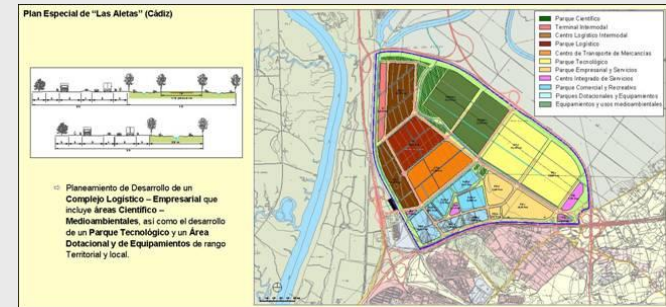 Plan Especial de “Las Aletas” (Cádiz)
Parque Científico
Terminal Intermodal
Centro Logístico Intermodal
Parque Logístico
Centro de Transporte de Mercancías
Parque Tecnológico
Parque Empresarial y Servicios
Centro Integrado de Servicios
Parque Comercial y Recreativo
Parques Dotacionales y Equipamientos
Equipamientos y usos medioambientales
Planeamiento de Desarrollo de un
Complejo Logístico – Empresarial que
incluye áreas Científico –
Medioambientales, así como el desarrollo
de un Parque Tecnológico y un Área
Dotacional y de Equipamientos de rango
Territorial y local.